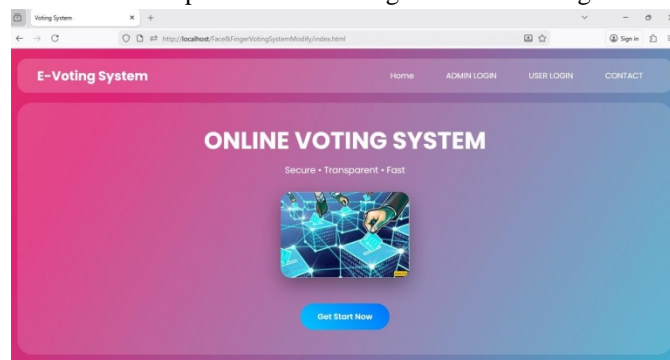 Voting System
http://localhost/Face&FingerVotingSystemModify/index.html
Sign in
E-Voting System
Home
ADMIN LOGIN
USER LOGIN
CONTACT
ONLINE VOTING SYSTEM
Secure • Transparent • Fast
Get Start Now